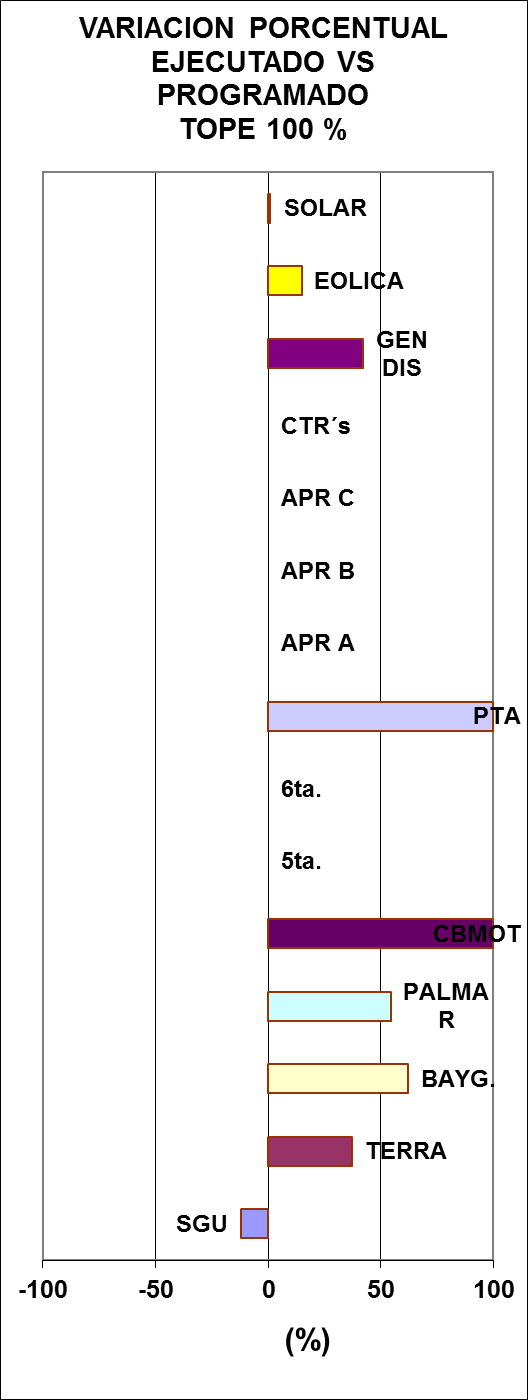 VARIACION PORCENTUAL
EJECUTADO VS
PROGRAMADO
TOPE 100 %
SOLAR
EOLICA
GEN
DIS
CTR´s
APR C
APR B
APR A
PTA
6ta.
5ta.
CBMOT
PALMA
R
BAYG.
TERRA
SGU
-100 -50 0 50 100
(%)